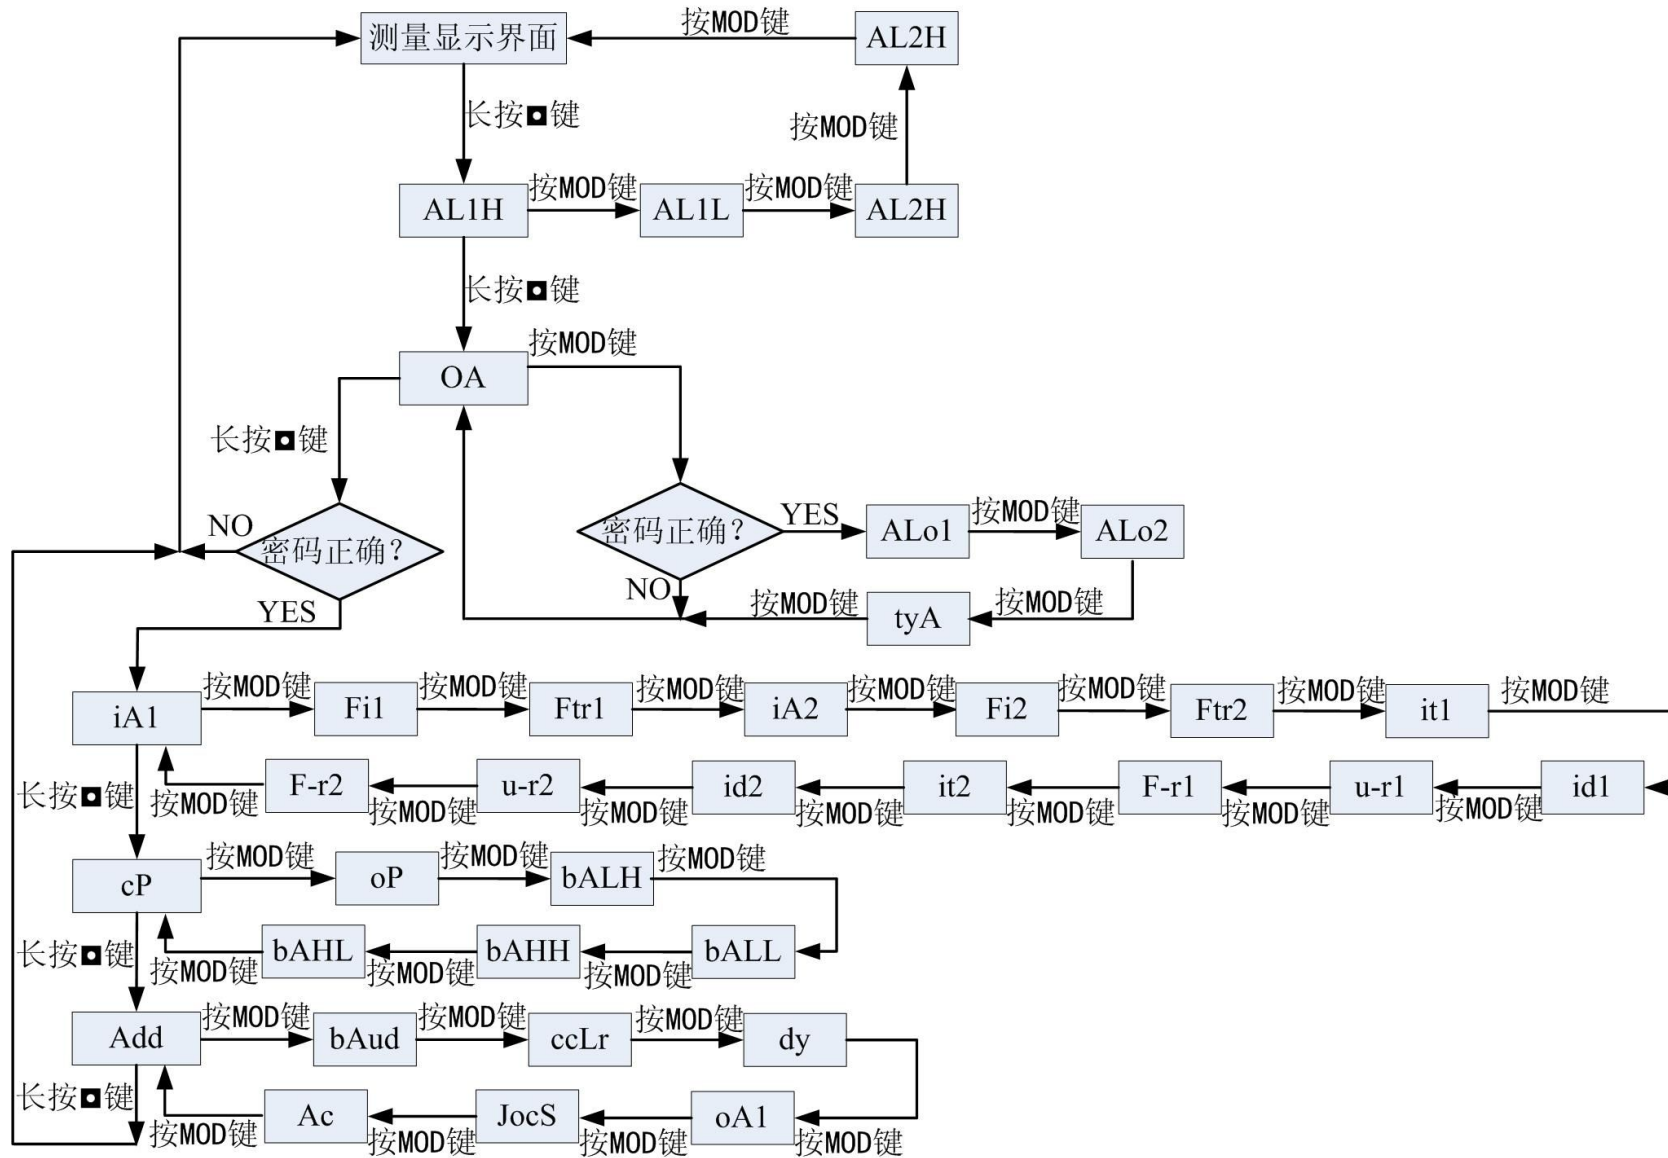 测量显示界面
按MOD键
AL2H
长按◘键
按MOD键
AL1H
按MOD键
AL1L
按MOD键
AL2H
长按◘键
按MOD键
OA
长按◘键
NO
密码正确？
YES
密码正确？
YES
ALo1
按MOD键
ALo2
NO
按MOD键
tyA
按MOD键
iA1
按MOD键
Fi1
按MOD键
Ftr1
按MOD键
iA2
按MOD键
Fi2
按MOD键
Ftr2
按MOD键
it1
按MOD键
长按◘键
按MOD键
F-r2
按MOD键
u-r2
按MOD键
id2
按MOD键
it2
按MOD键
F-r1
按MOD键
u-r1
按MOD键
id1
cP
按MOD键
oP
按MOD键
bALH
按MOD键
长按◘键
按MOD键
bAHL
按MOD键
bAHH
按MOD键
bALL
Add
按MOD键
bAud
按MOD键
ccLr
按MOD键
dy
长按◘键
按MOD键
Ac
按MOD键
JocS
按MOD键
oA1
按MOD键